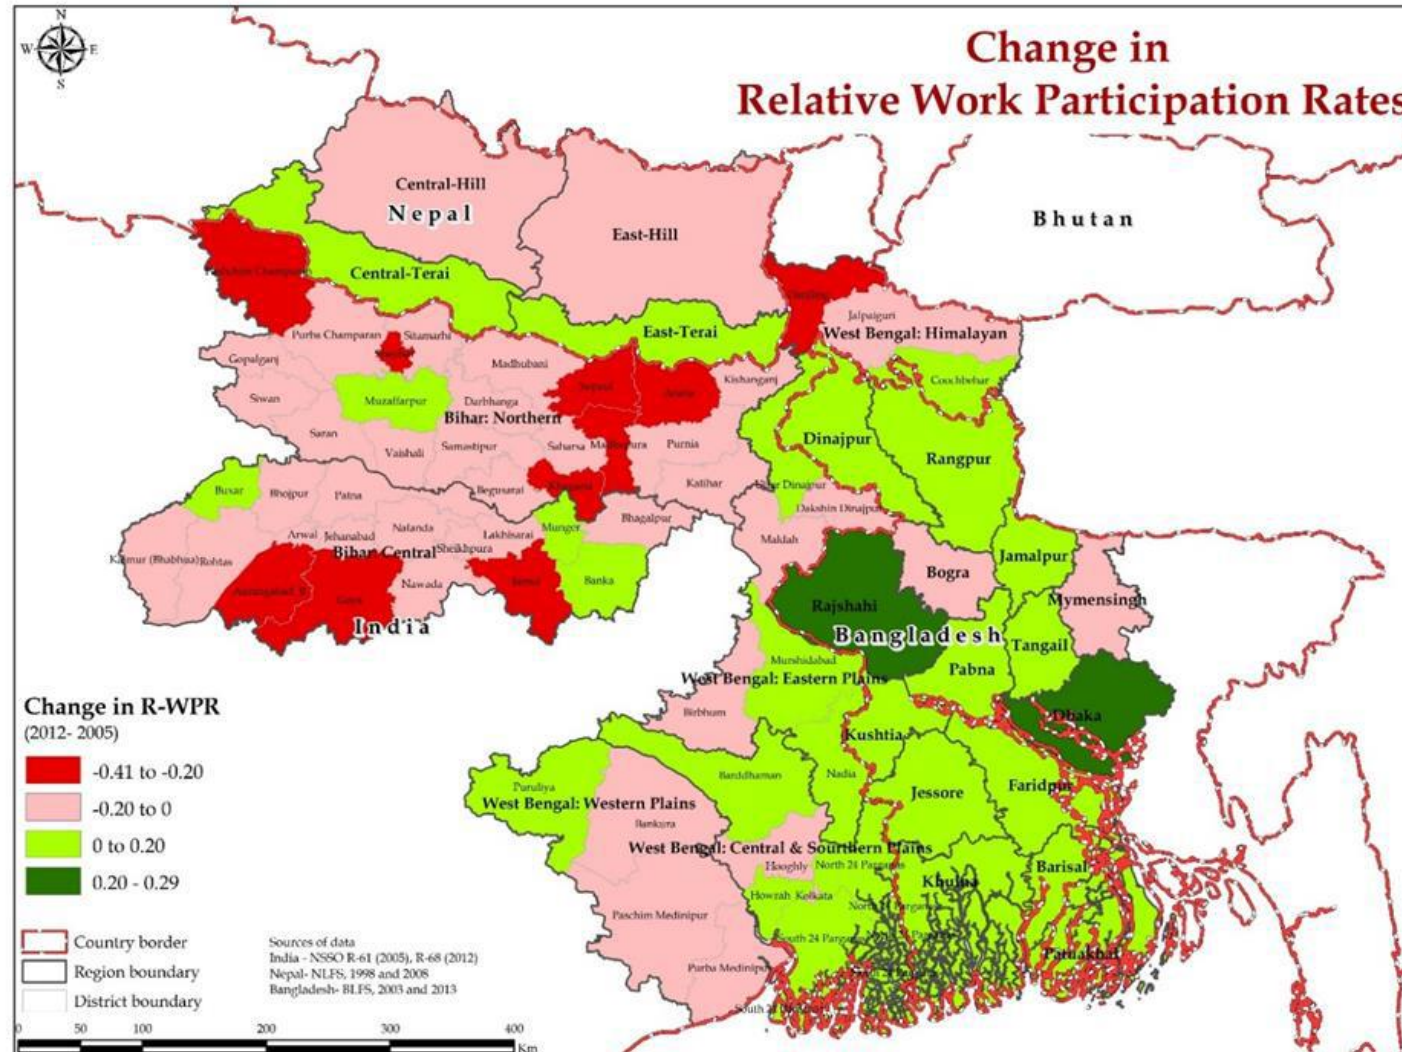 Change in
Relative Work Participation Rates
N
W
E
S
Central-Hill
Nepal
East-Hill
Bhutan
Central-Terai
East-Terai
Jalpaiguri
West Bengal: Himalayan
Coochbehar
Purba Champaran
Sitamarhi
Gopalganj
Madhubani
Kishanganj
Siwan
Muzaffarpur
Darbhanga
Bihar: Northern
Saran
Vaishali
Samastipur
Saharsa
Purnia
Begusarai
Katihar
Dinajpur
Rangpur
Uttar Dinajpur
Dakshin Dinajpur
Maldah
Buxar
Bhojpur
Patna
Nalanda
Lakhisarai
Munger
Bhagalpur
Arwal
Jehanabad
Bihar Central
Sheikhpura
Rohtas
Nawada
Banka
Gaya
India
Jamalpur
Bogra
Mymensingh
Rajshahi
Bangladesh
Tangail
Pabna
Murshidabad
West Bengal: Eastern Plains
Birbhum
Dhaka
Kushtia
Barddhaman
Nadia
Puruliya
West Bengal: Western Plains
Jessore
Faridpur
Bankura
West Bengal: Central & Sourthern Plains
Hooghly
North 24 Parganas
Barisal
Khulna
Howrah
Kolkata
Paschim Medinipur
Patuakhali
Purba Medinipur
Change in R-WPR
(2012- 2005)
-0.41 to -0.20
-0.20 to 0
0 to 0.20
0.20 - 0.29
Country border
Region boundary
District boundary
Sources of data
India - NSSO R-61 (2005), R-68 (2012)
Nepal- NLFS, 1998 and 2008
Bangladesh- BLFS, 2003 and 2013
0 50 100 200 300 400
Km